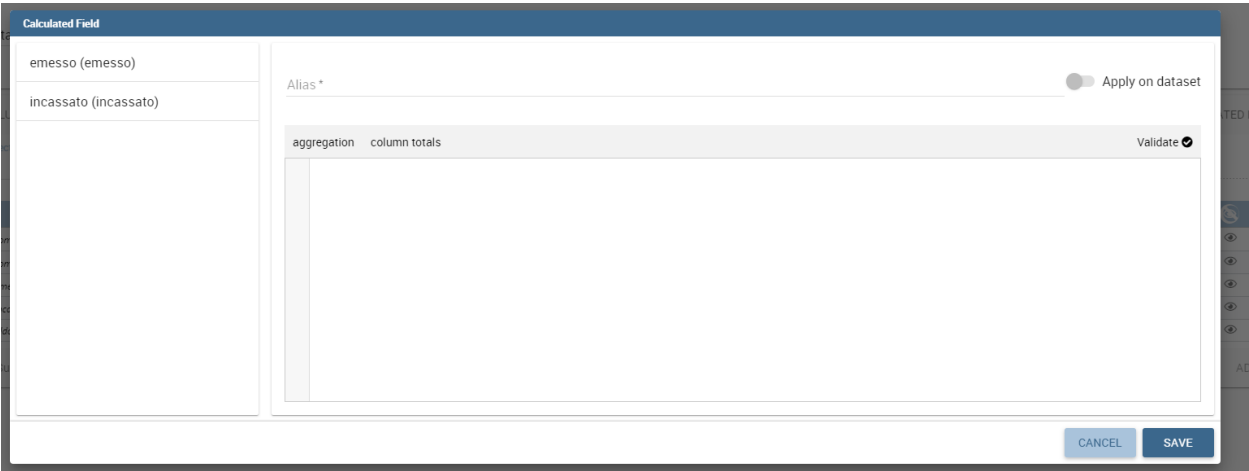 Calculated Field
emesso (emesso)
incassato (incassato)
Alias *
Apply on dataset
aggregation column totals
Validate
CANCEL SAVE